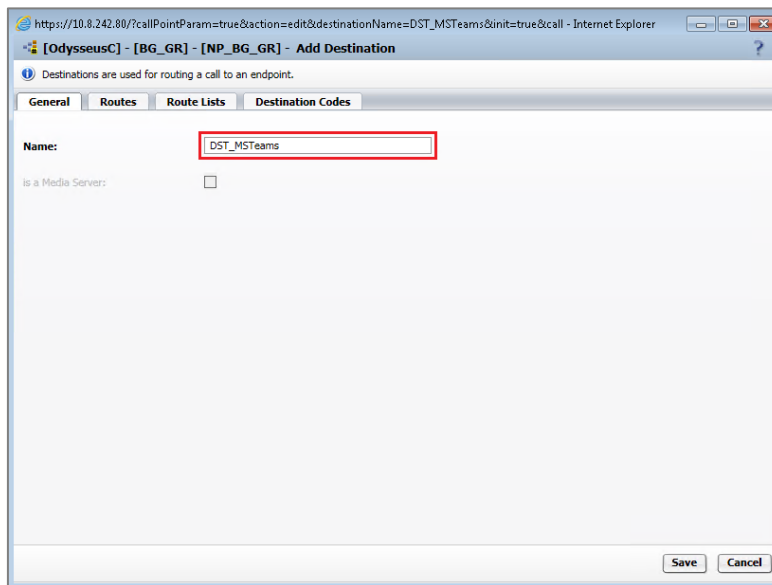 https://10.8.242.80/?callPointParam=true&action=edit&destinationName=DST_MSTeams&init=true&call - Internet Explorer
[OdysseusC] - [BG_GR] - [NP_BG_GR] - Add Destination
?
Destinations are used for routing a call to an endpoint.
General Routes Route Lists Destination Codes
Name: DST_MSTeams
is a Media Server:
Save Cancel